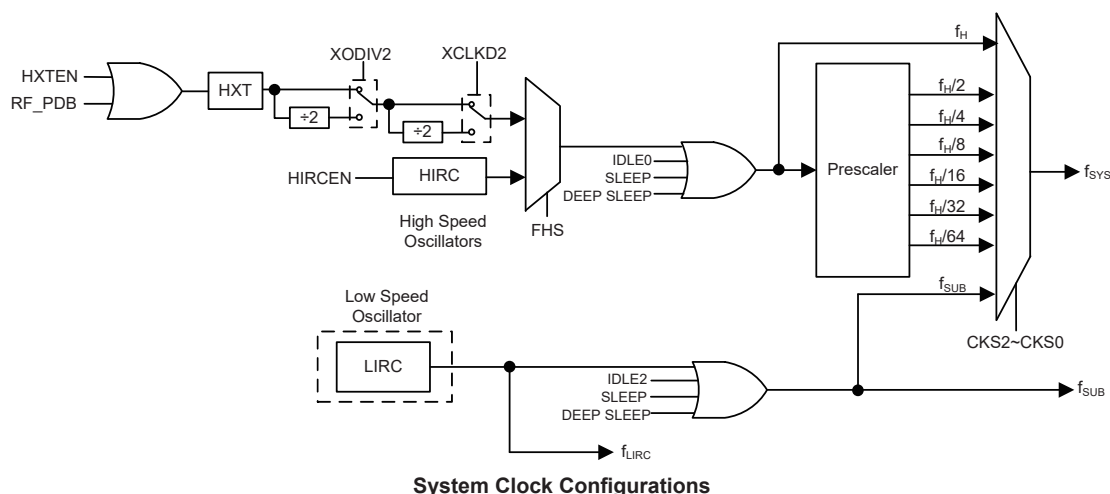 XODIV2
XCLKD2
HXTEN
RF_PDB
HXT
÷2
÷2
HIRCEN
HIRC
High Speed
Oscillators
FHS
IDLE0
SLEEP
DEEP SLEEP
Prescaler
fH
fH/2
fH/4
fH/8
fH/16
fH/32
fH/64
fSUB
fSYS
CKS2~CKS0
Low Speed
Oscillator
LIRC
IDLE2
SLEEP
DEEP SLEEP
fSUB
fLIRC
System Clock Configurations